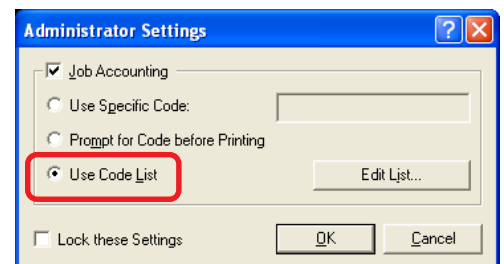 Administrator Settings
Job Accounting
Use Specific Code:
Prompt for Code before Printing
Use Code List
Edit List...
Lock these Settings
OK
Cancel